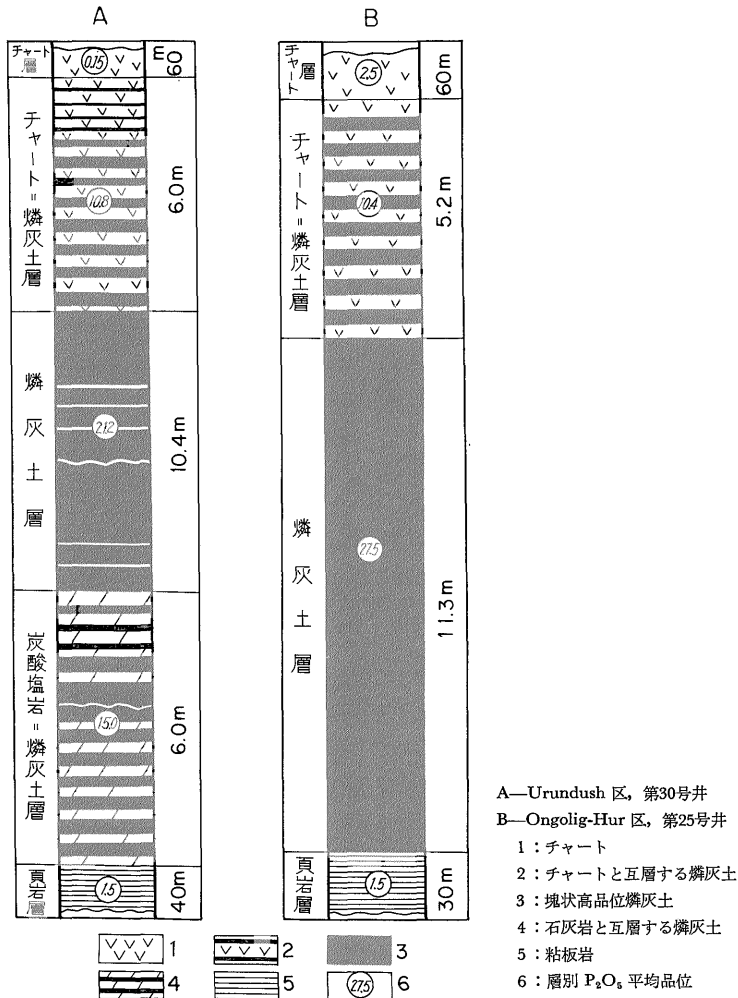 A
チャート層
0.15
60m
チャート=燐灰土層
10.8
6.0m
燐灰土層
21.2
10.4m
炭酸塩岩=燐灰土層
15.0
6.0m
頁岩層
1.5
40m
B
チャート層
2.5
60m
チャート=燐灰土層
10.4
5.2m
燐灰土層
27.5
11.3m
頁岩層
1.5
30m
1
2
3
4
5
27.5
6
A—Urundush 区,第30号井
B—Ongolig-Hur 区,第25号井
1:チャート
2:チャートと互層する燐灰土
3:塊状高品位燐灰土
4:石灰岩と互層する燐灰土
5:粘板岩
6:層別 P₂O₅ 平均品位